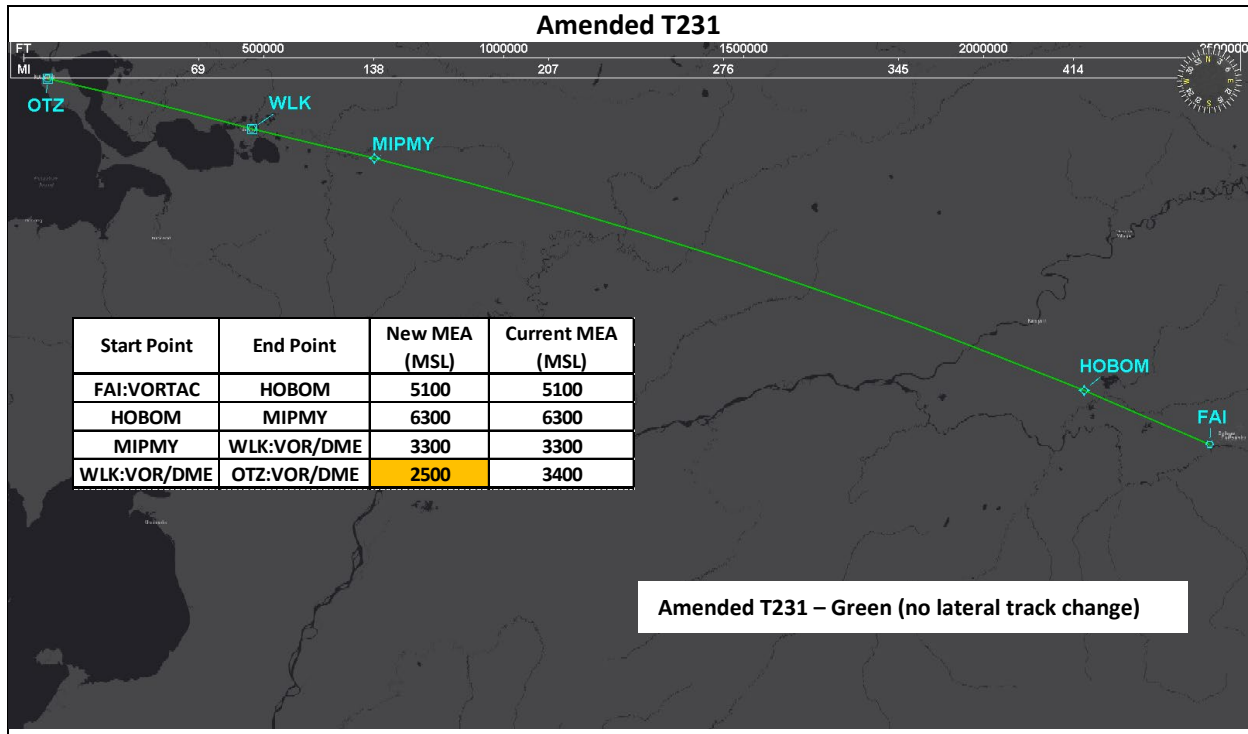 Amended T231
FT 500000 1000000 1500000 2000000 2500000
MI 69 138 207 276 345 414
N
E
S
W
OTZ
WLK
MIPMY
HOBOM
FAI
Start Point End Point New MEA (MSL) Current MEA (MSL)
FAI:VORTAC HOBOM 5100 5100
HOBOM MIPMY 6300 6300
MIPMY WLK:VOR/DME 3300 3300
WLK:VOR/DME OTZ:VOR/DME 2500 3400
Amended T231 – Green (no lateral track change)